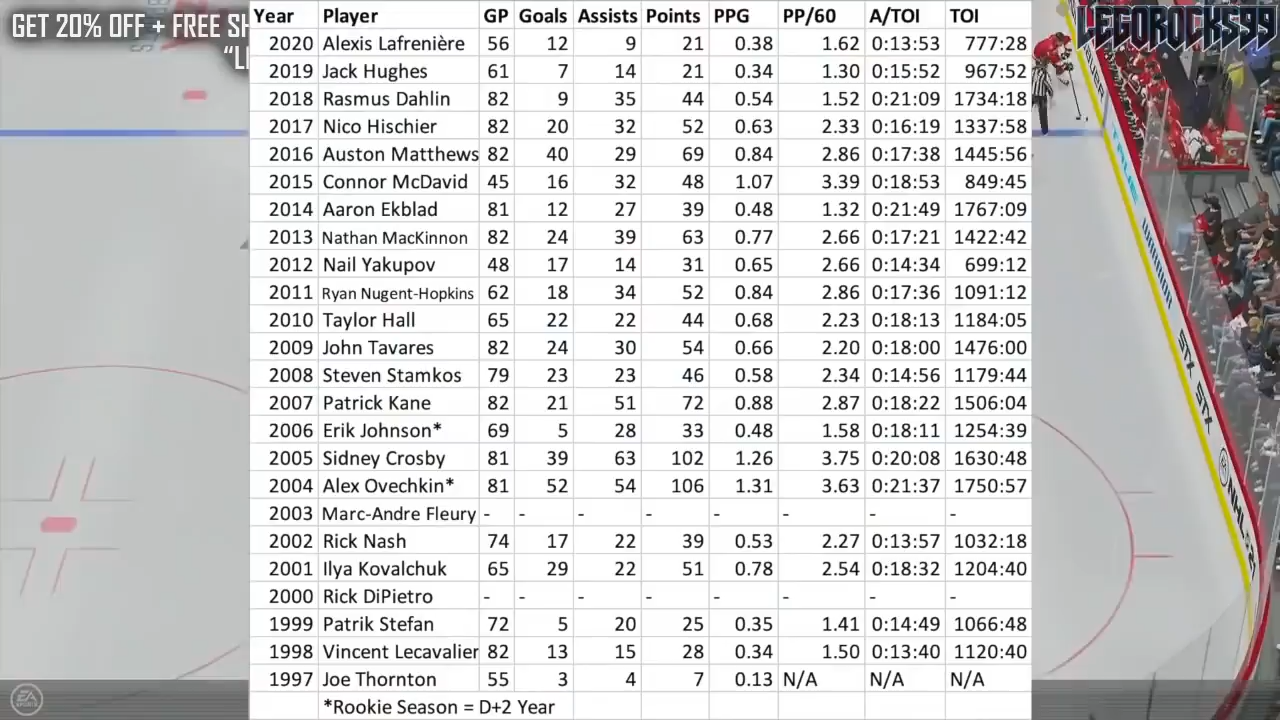 GET 20% OFF + FREE SH
"LI
LEGOROCKS99
Year Player GP Goals Assists Points PPG PP/60 A/TOI TOI
2020 Alexis Lafrenière 56 12 9 21 0.38 1.62 0:13:53 777:28
2019 Jack Hughes 61 7 14 21 0.34 1.30 0:15:52 967:52
2018 Rasmus Dahlin 82 9 35 44 0.54 1.52 0:21:09 1734:18
2017 Nico Hischier 82 20 32 52 0.63 2.33 0:16:19 1337:58
2016 Auston Matthews 82 40 29 69 0.84 2.86 0:17:38 1445:56
2015 Connor McDavid 45 16 32 48 1.07 3.39 0:18:53 849:45
2014 Aaron Ekblad 81 12 27 39 0.48 1.32 0:21:49 1767:09
2013 Nathan MacKinnon 82 24 39 63 0.77 2.66 0:17:21 1422:42
2012 Nail Yakupov 48 17 14 31 0.65 2.66 0:14:34 699:12
2011 Ryan Nugent-Hopkins 62 18 34 52 0.84 2.86 0:17:36 1091:12
2010 Taylor Hall 65 22 22 44 0.68 2.23 0:18:13 1184:05
2009 John Tavares 82 24 30 54 0.66 2.20 0:18:00 1476:00
2008 Steven Stamkos 79 23 23 46 0.58 2.34 0:14:56 1179:44
2007 Patrick Kane 82 21 51 72 0.88 2.87 0:18:22 1506:04
2006 Erik Johnson* 69 5 28 33 0.48 1.58 0:18:11 1254:39
2005 Sidney Crosby 81 39 63 102 1.26 3.75 0:20:08 1630:48
2004 Alex Ovechkin* 81 52 54 106 1.31 3.63 0:21:37 1750:57
2003 Marc-Andre Fleury - - - - - - - -
2002 Rick Nash 74 17 22 39 0.53 2.27 0:13:57 1032:18
2001 Ilya Kovalchuk 65 29 22 51 0.78 2.54 0:18:32 1204:40
2000 Rick DiPietro - - - - - - - -
1999 Patrik Stefan 72 5 20 25 0.35 1.41 0:14:49 1066:48
1998 Vincent Lecavalier 82 13 15 28 0.34 1.50 0:13:40 1120:40
1997 Joe Thornton 55 3 4 7 0.13 N/A N/A N/A
*Rookie Season = D+2 Year
WARRIOR
STX STX
NHL 21
EA
SPORTS